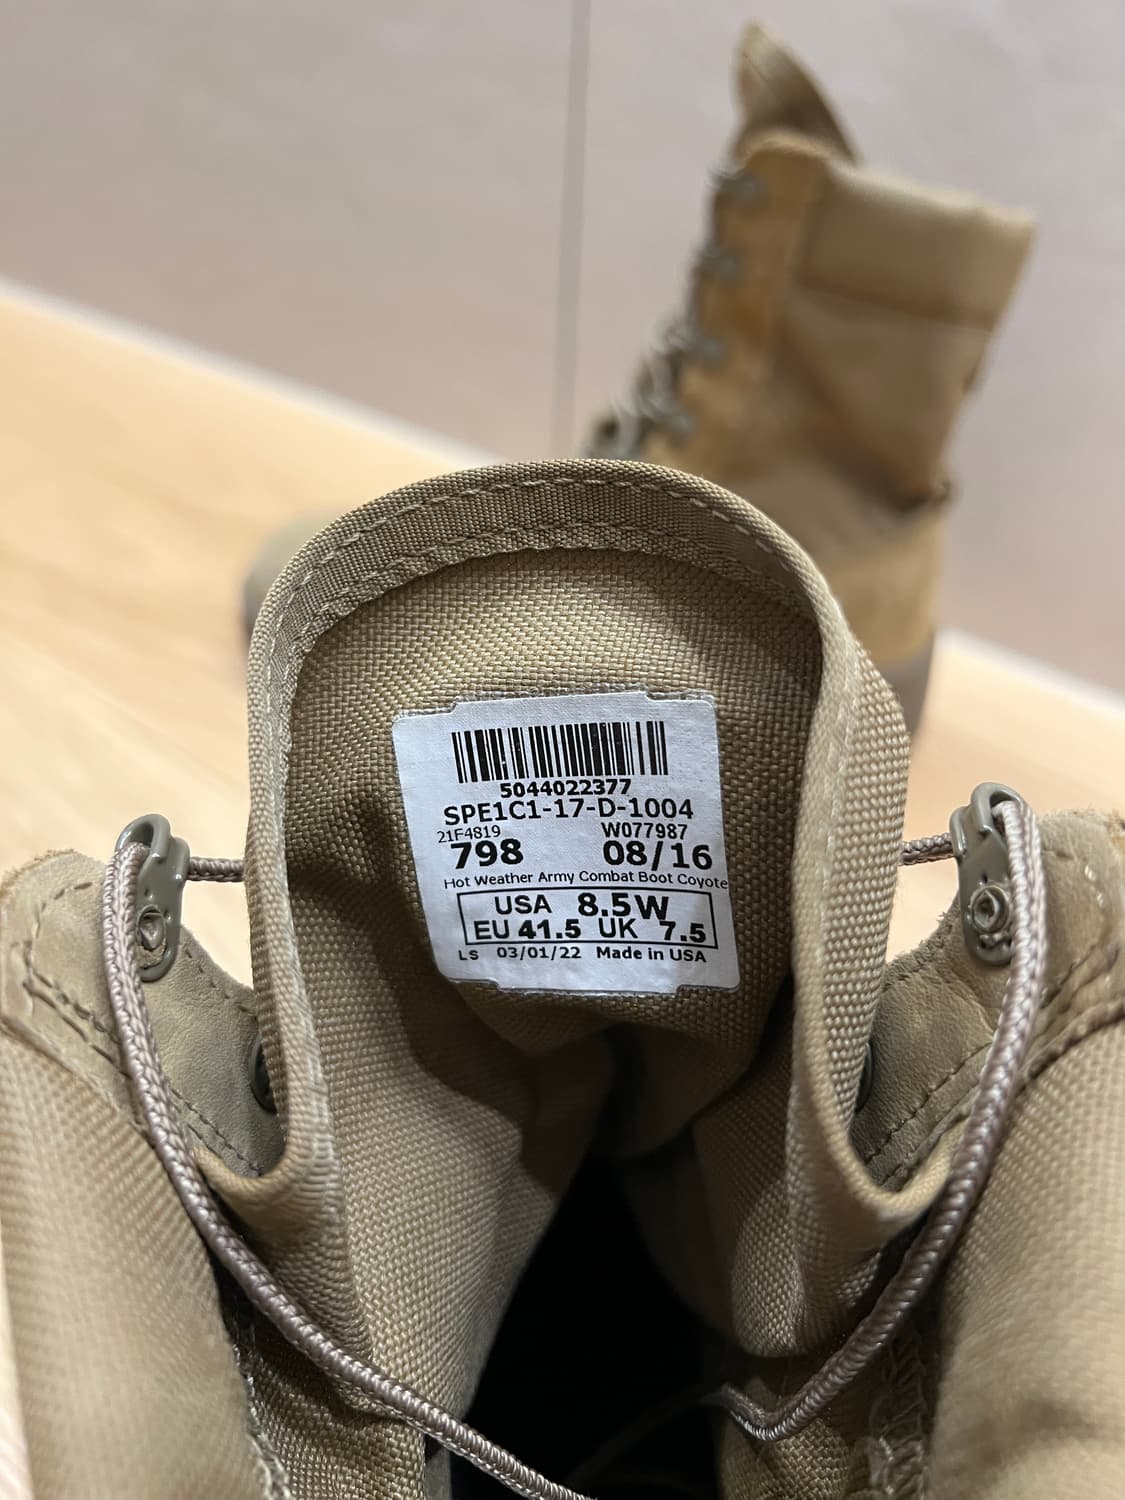 5044022377
SPE1C1-17-D-1004
21F4819 W077987
798 08/16
Hot Weather Army Combat Boot Coyote
USA 8.5W
EU 41.5 UK 7.5
LS 03/01/22 Made in USA